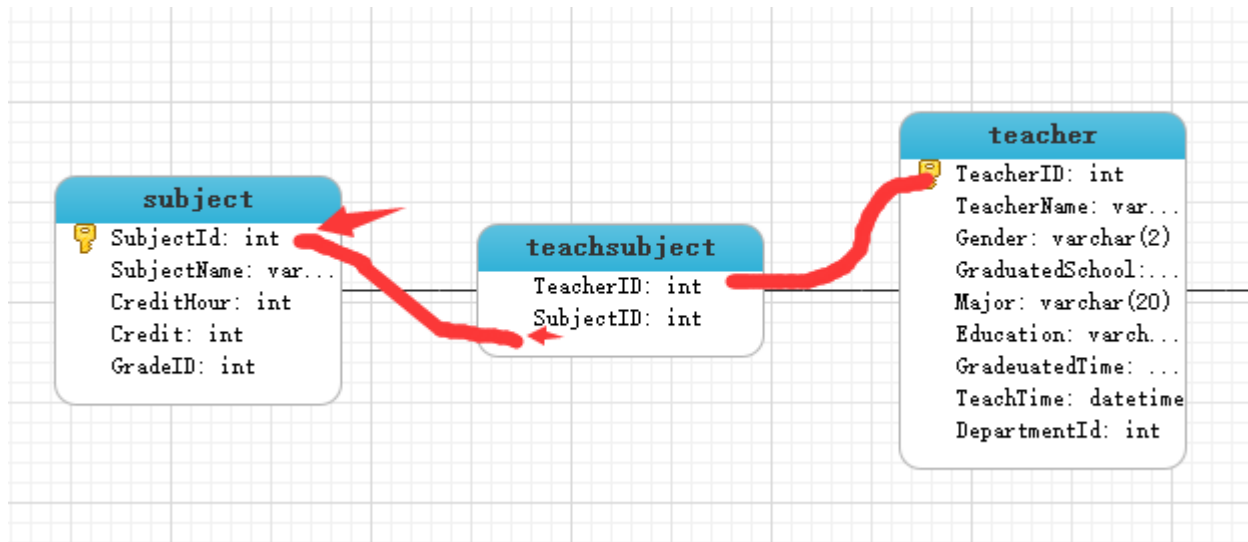 subject
SubjectId: int
SubjectName: var...
CreditHour: int
Credit: int
GradeID: int
teachsubject
TeacherID: int
SubjectID: int
teacher
TeacherID: int
TeacherName: var...
Gender: varchar(2)
GraduatedSchool:...
Major: varchar(20)
Education: varch...
GradeuatedTime: ...
TeachTime: datetime
DepartmentId: int